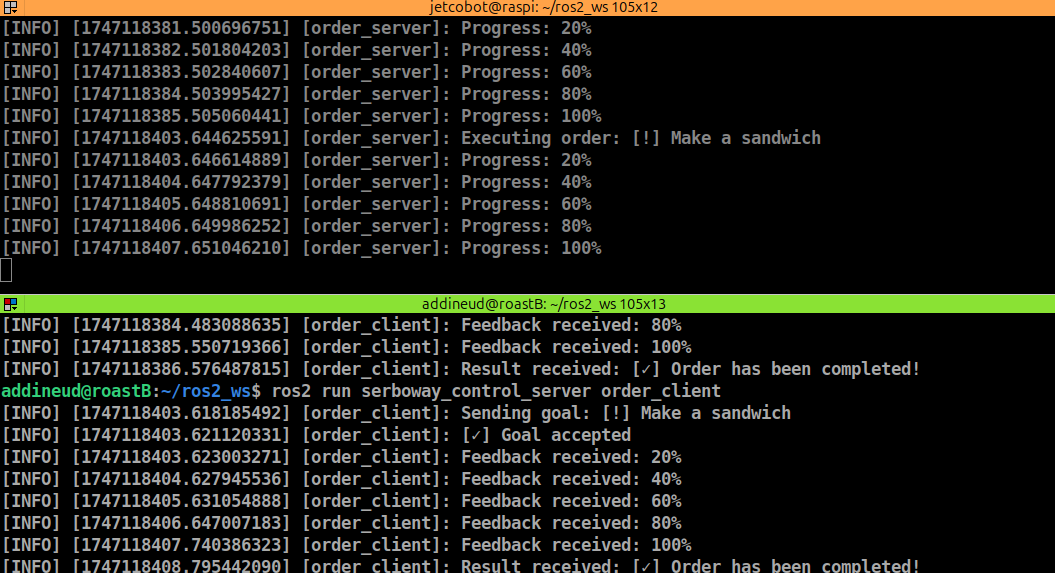 jetcobot@raspi: ~/ros2_ws 105x12
[INFO] [1747118381.500696751] [order_server]: Progress: 20%
[INFO] [1747118382.501804203] [order_server]: Progress: 40%
[INFO] [1747118383.502840607] [order_server]: Progress: 60%
[INFO] [1747118384.503995427] [order_server]: Progress: 80%
[INFO] [1747118385.505060441] [order_server]: Progress: 100%
[INFO] [1747118403.644625591] [order_server]: Executing order: [!] Make a sandwich
[INFO] [1747118403.646614889] [order_server]: Progress: 20%
[INFO] [1747118404.647792379] [order_server]: Progress: 40%
[INFO] [1747118405.648810691] [order_server]: Progress: 60%
[INFO] [1747118406.649986252] [order_server]: Progress: 80%
[INFO] [1747118407.651046210] [order_server]: Progress: 100%
addineud@roastB: ~/ros2_ws 105x13
[INFO] [1747118384.483088635] [order_client]: Feedback received: 80%
[INFO] [1747118385.550719366] [order_client]: Feedback received: 100%
[INFO] [1747118386.576487815] [order_client]: Result received: [✓] Order has been completed!
addineud@roastB:~/ros2_ws$ ros2 run serboway_control_server order_client
[INFO] [1747118403.618185492] [order_client]: Sending goal: [!] Make a sandwich
[INFO] [1747118403.621120331] [order_client]: [✓] Goal accepted
[INFO] [1747118403.623003271] [order_client]: Feedback received: 20%
[INFO] [1747118404.627945536] [order_client]: Feedback received: 40%
[INFO] [1747118405.631054888] [order_client]: Feedback received: 60%
[INFO] [1747118406.647007183] [order_client]: Feedback received: 80%
[INFO] [1747118407.740386323] [order_client]: Feedback received: 100%
[INFO] [1747118408.795442090] [order_client]: Result received: [✓] Order has been completed!